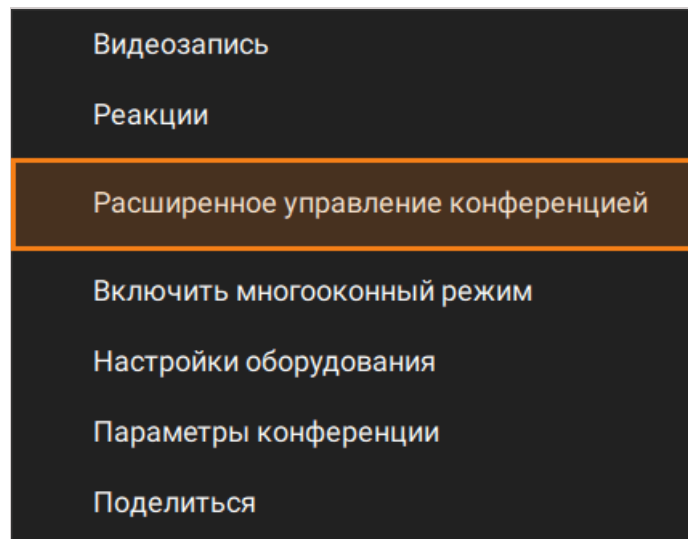 Видеозапись
Реакции
Расширенное управление конференцией
Включить многооконный режим
Настройки оборудования
Параметры конференции
Поделиться